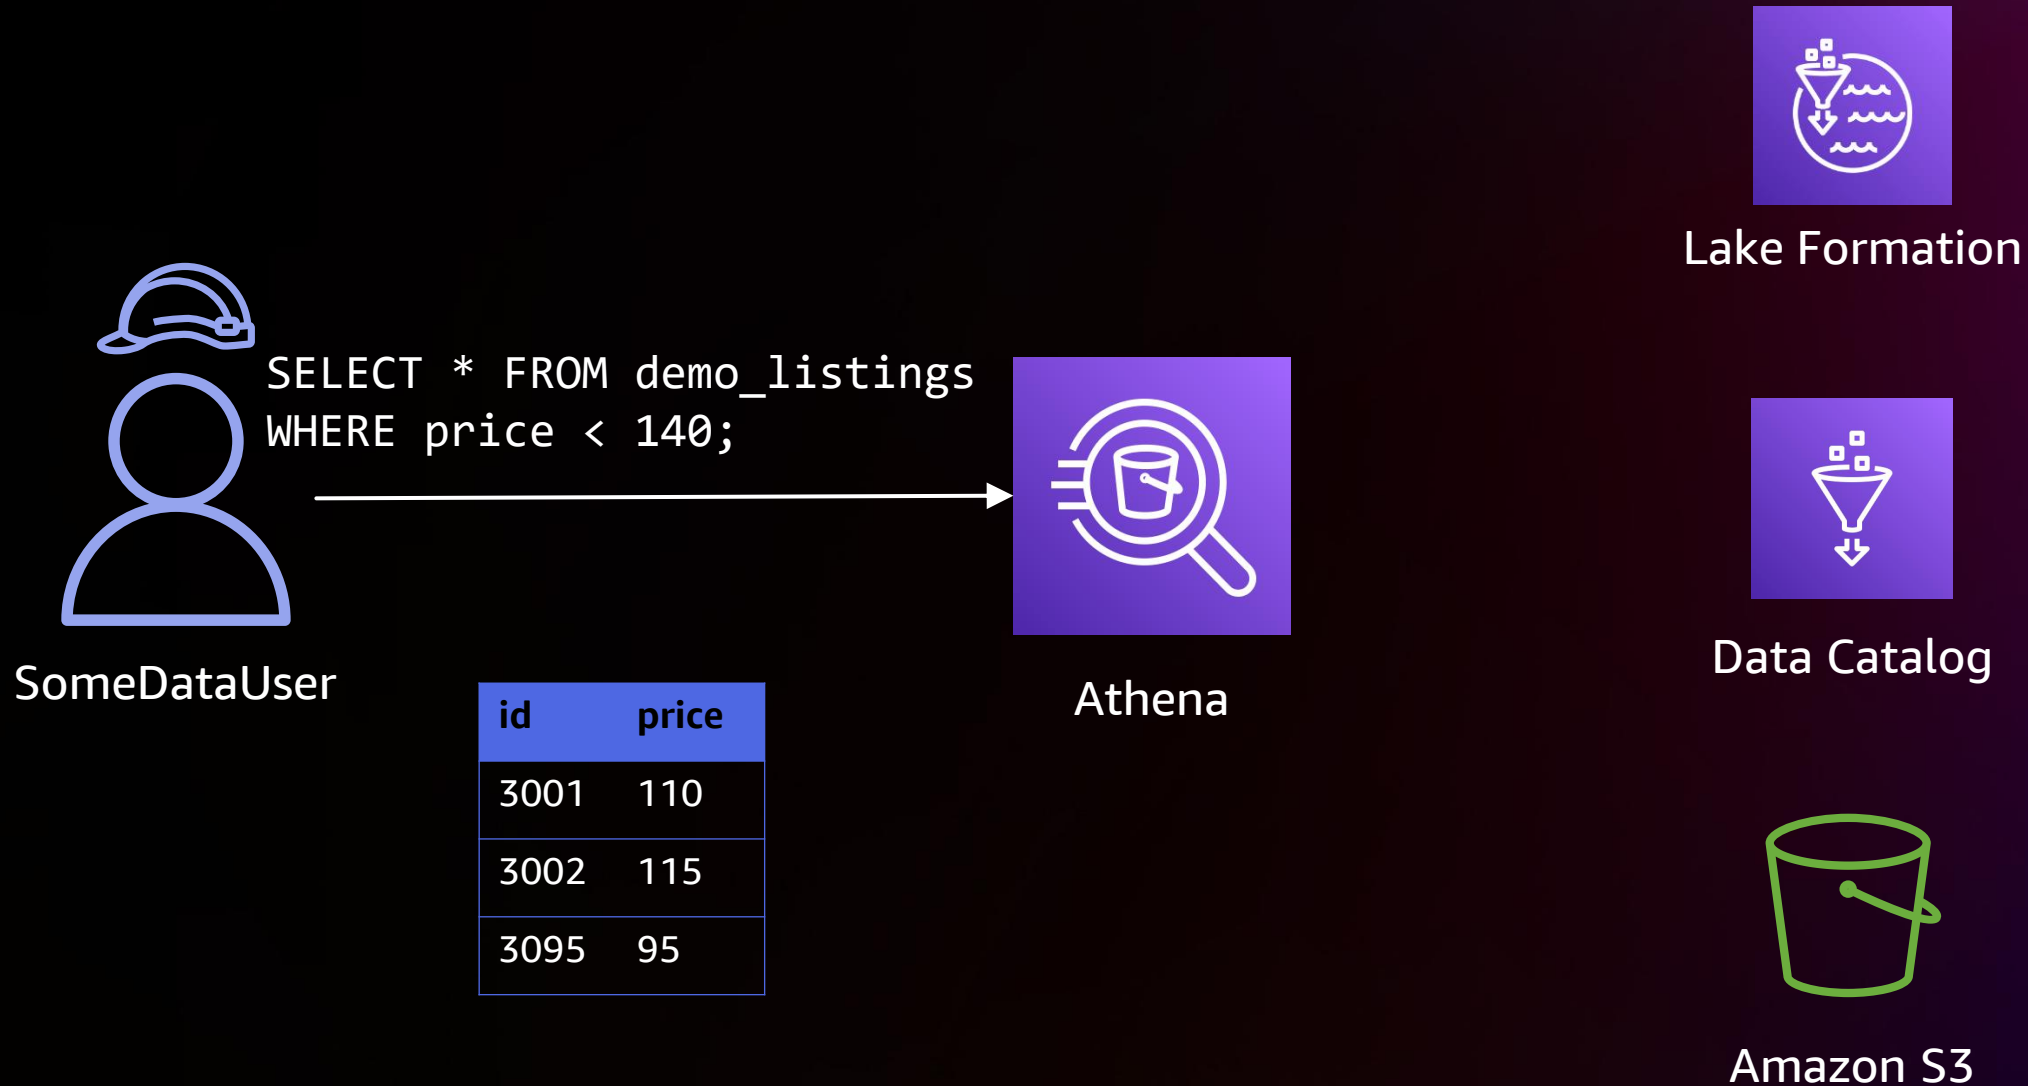 Lake Formation
SELECT * FROM demo_listings
WHERE price < 140;
SomeDataUser
Athena
Data Catalog
id price
3001 110
3002 115
3095 95
Amazon S3